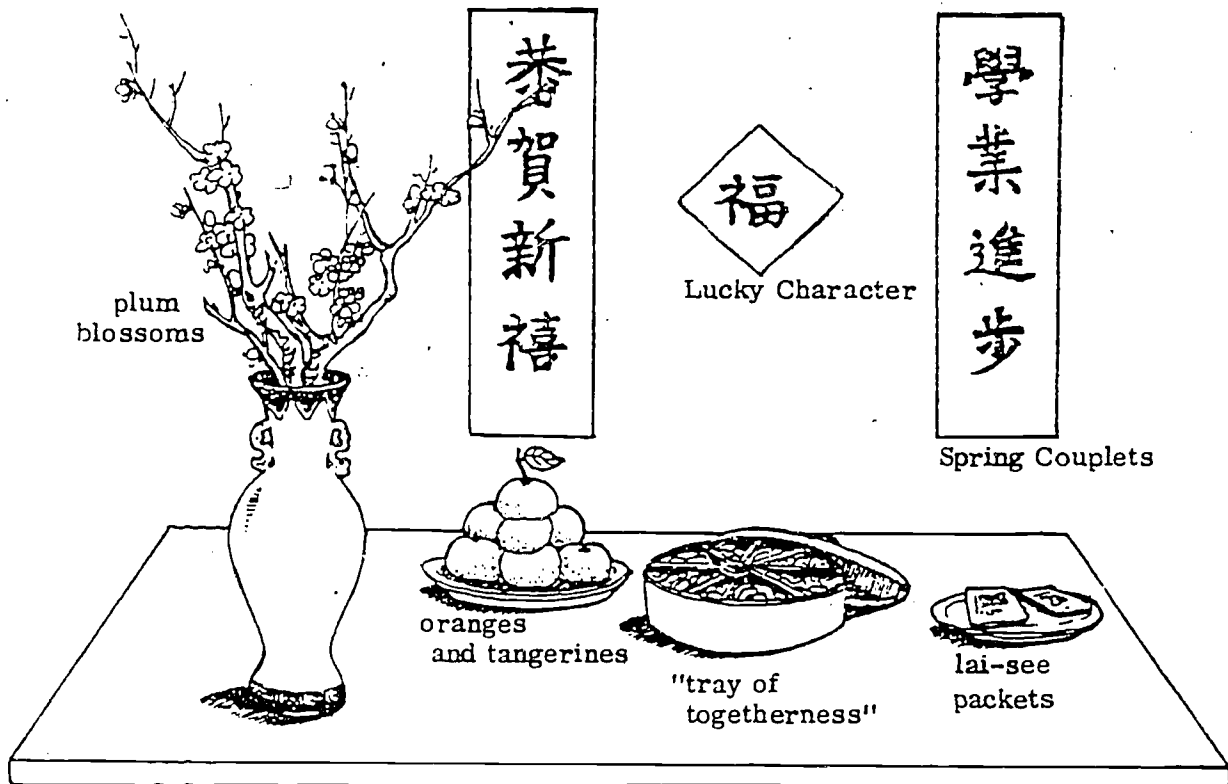 恭賀新禧
福
學業進步
Lucky Character
plum
blossoms
Spring Couplets
oranges
and tangerines
"tray of
togetherness"
lai-see
packets